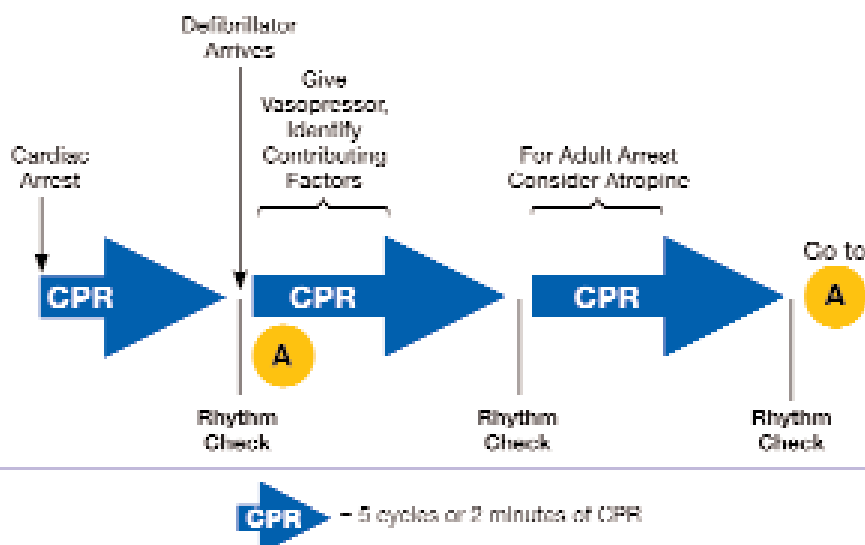 Defibrillator
Arrives
Give
Vasopressor,
Identify
Contributing
Factors
Cardiac
Arrest
For Adult Arrest
Consider Atropine
Go to
A
CPR
CPR
CPR
A
Rhythm
Check
Rhythm
Check
Rhythm
Check
CPR = 5 cycles or 2 minutes of CPR